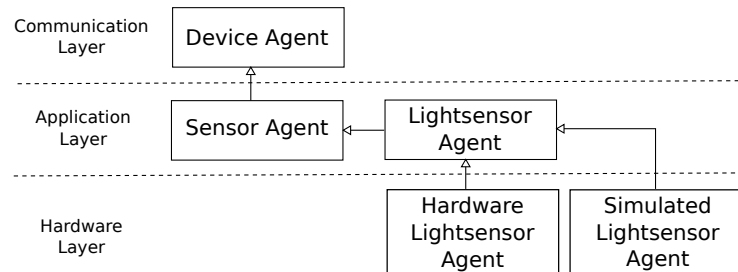 Communication
Layer
Device Agent
Application
Layer
Sensor Agent
Lightsensor
Agent
Hardware
Layer
Hardware
Lightsensor
Agent
Simulated
Lightsensor
Agent